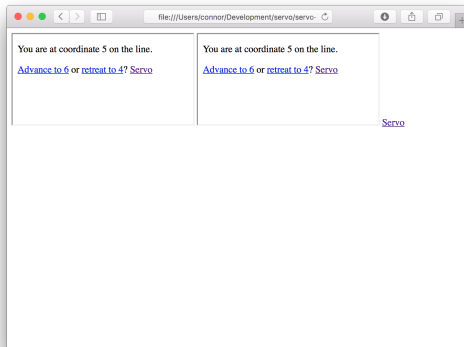 file:///Users/connor/Development/servo/servo-
You are at coordinate 5 on the line.
Advance to 6 or retreat to 4? Servo
You are at coordinate 5 on the line.
Advance to 6 or retreat to 4? Servo
Servo